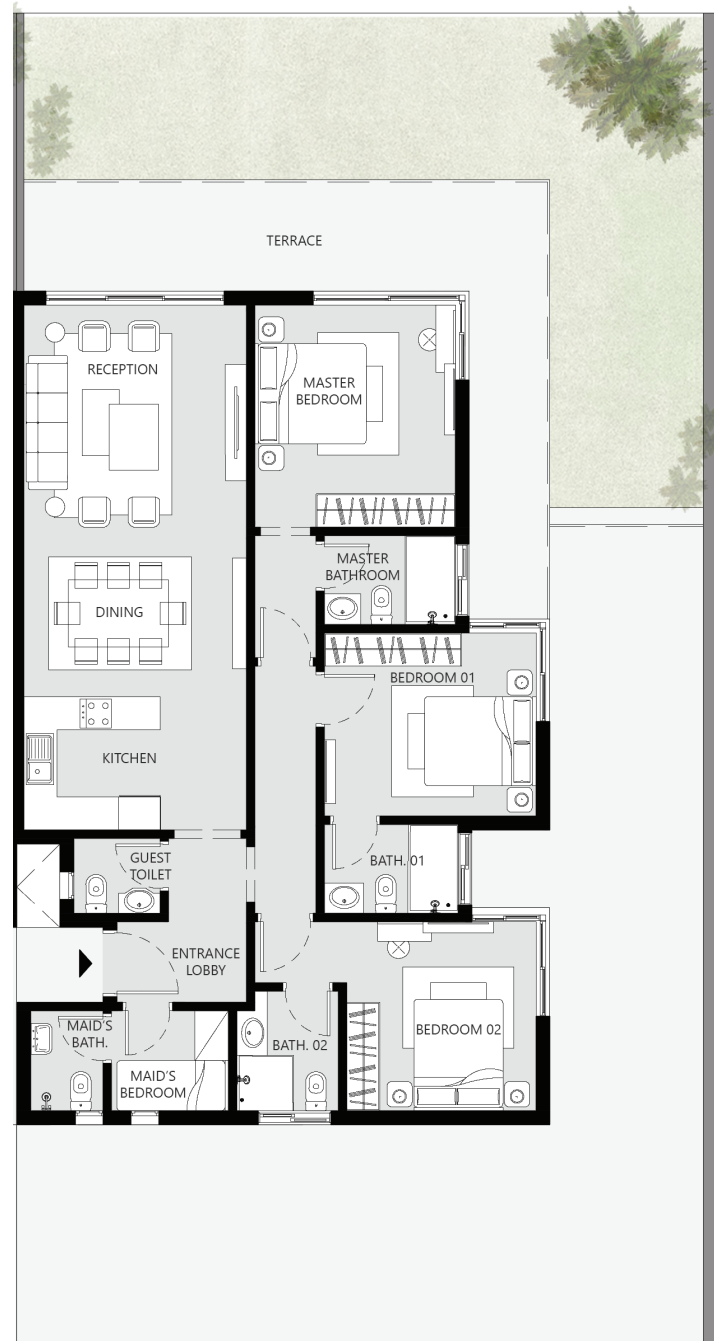 TERRACE
RECEPTION
MASTER
BEDROOM
MASTER
BATHROOM
DINING
BEDROOM 01
KITCHEN
GUEST
TOILET
BATH. 01
ENTRANCE
LOBBY
MAID'S
BATH.
BATH. 02
BEDROOM 02
MAID'S
BEDROOM